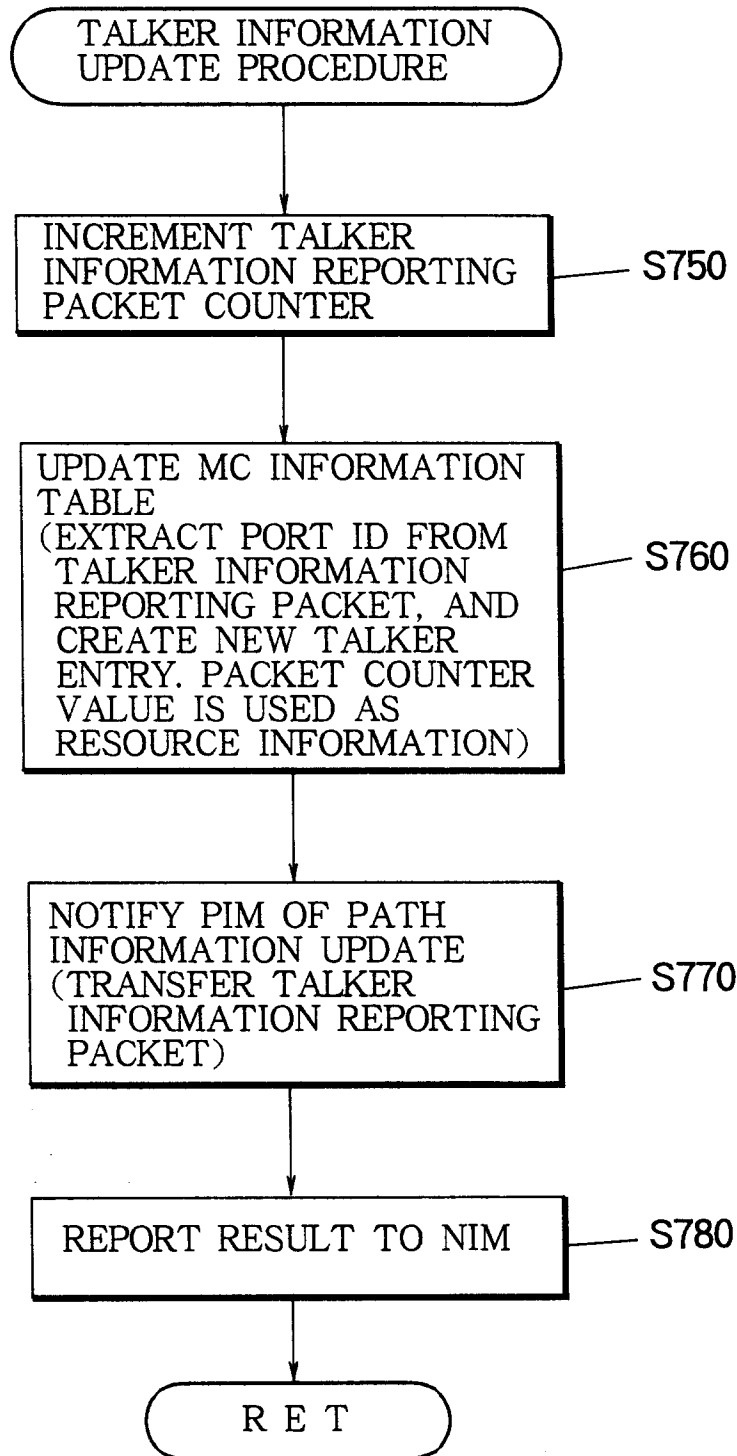 TALKER INFORMATION
UPDATE PROCEDURE
INCREMENT TALKER
INFORMATION REPORTING
PACKET COUNTER
S750
UPDATE MC INFORMATION
TABLE
(EXTRACT PORT ID FROM
TALKER INFORMATION
REPORTING PACKET, AND
CREATE NEW TALKER
ENTRY. PACKET COUNTER
VALUE IS USED AS
RESOURCE INFORMATION)
S760
NOTIFY PIM OF PATH
INFORMATION UPDATE
(TRANSFER TALKER
INFORMATION REPORTING
PACKET)
S770
REPORT RESULT TO NIM
S780
R E T